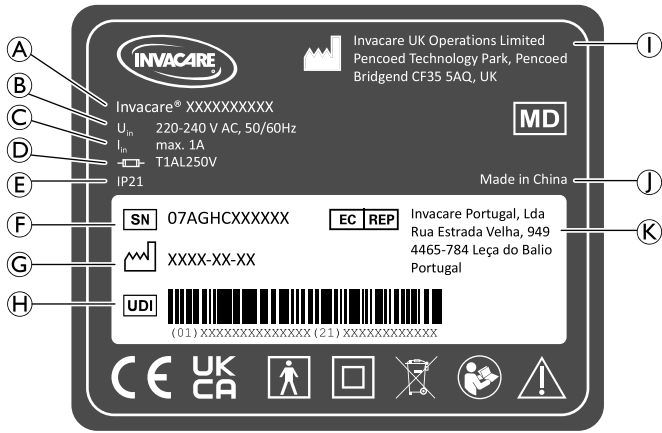 A
B
C
D
E
F
G
H
I
J
K
INVACARE®
Invacare UK Operations Limited
Pencoed Technology Park, Pencoed
Bridgend CF35 5AQ, UK
Invacare® XXXXXXXXXX
Uin 220-240 V AC, 50/60Hz
Iin max. 1A
T1AL250V
IP21
MD
Made in China
SN 07AGHCXXXXXX
XXXX-XX-XX
EC REP
Invacare Portugal, Lda
Rua Estrada Velha, 949
4465-784 Leça do Balio
Portugal
UDI
(01)XXXXXXXXXXXXXX(21)XXXXXXXXXXXX
CE
UK
CA